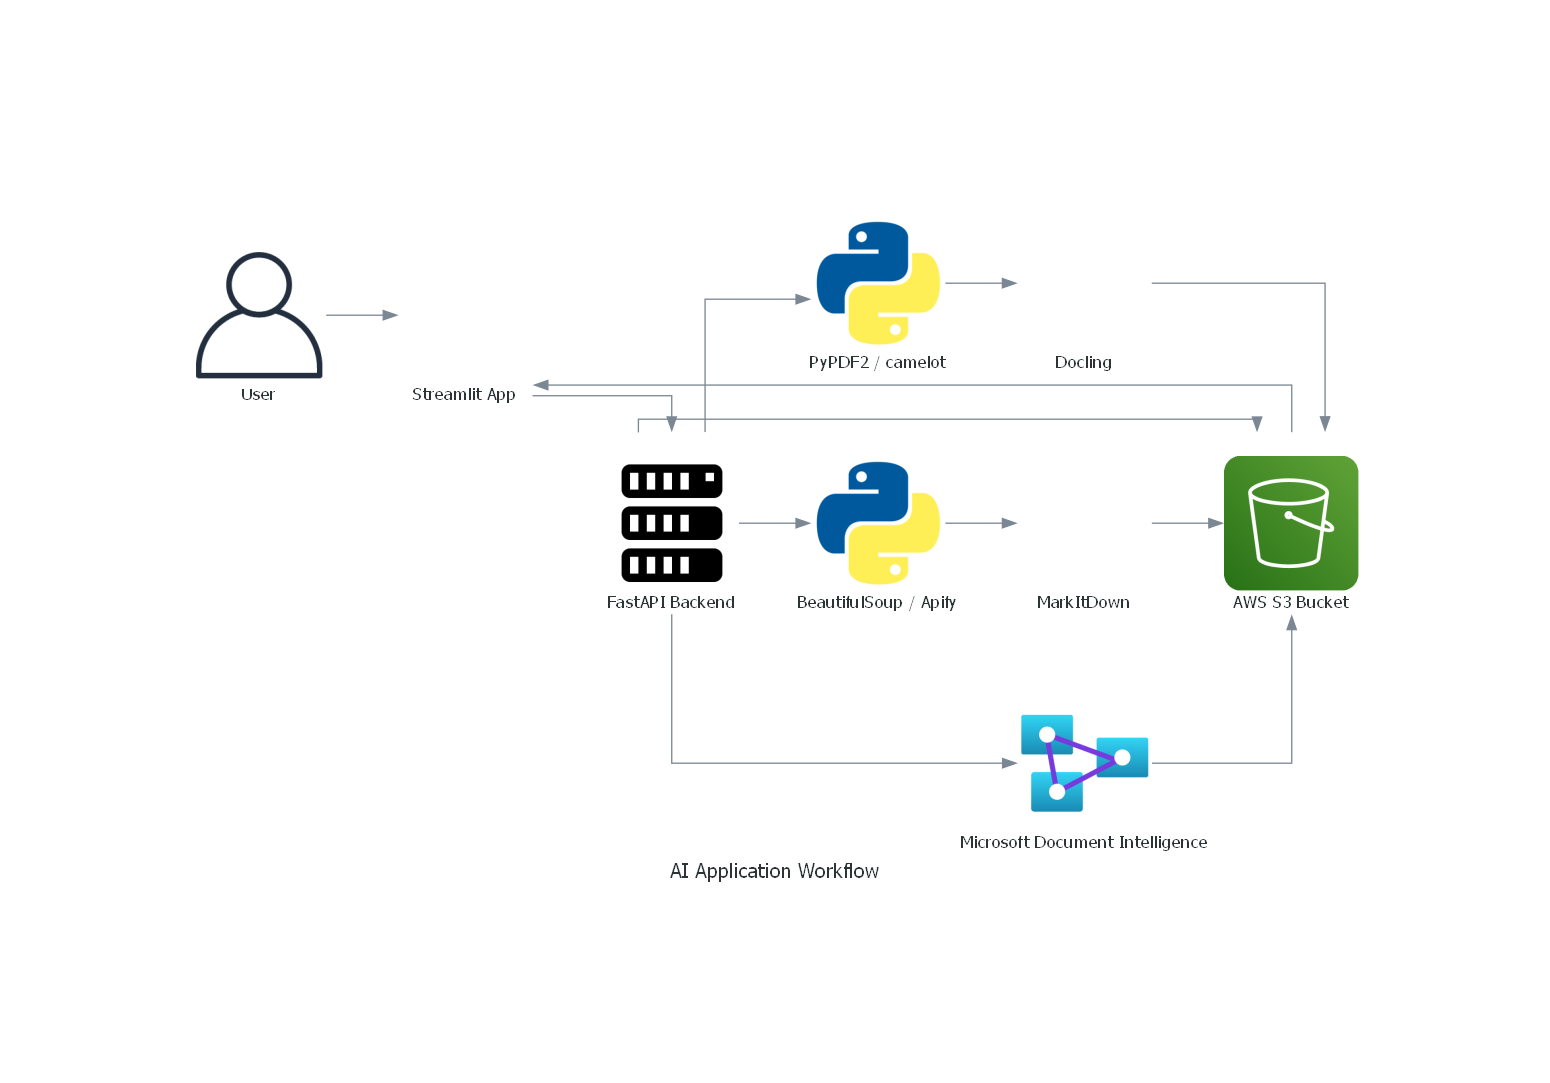 PyPDF2 / camelot
Docling
User
Streamlit App
FastAPI Backend
BeautifulSoup / Apify
MarkItDown
AWS S3 Bucket
Microsoft Document Intelligence
AI Application Workflow